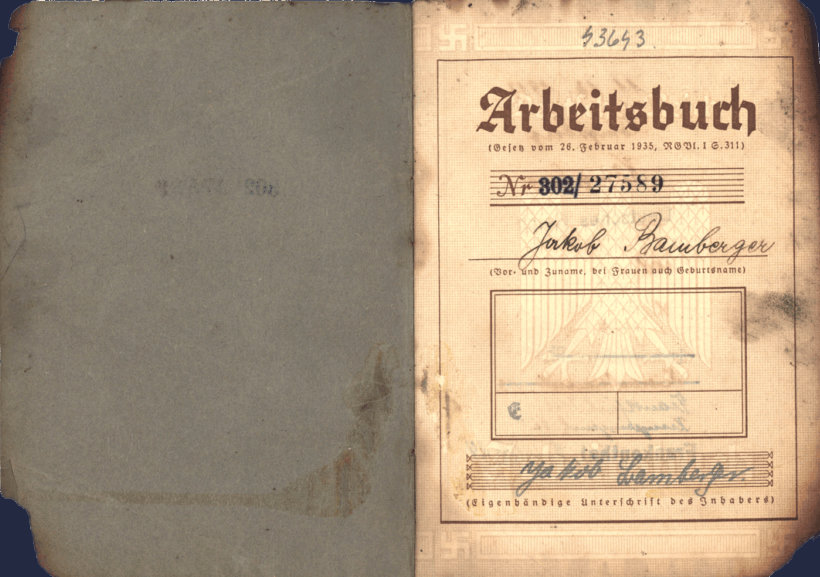 43643
Arbeitsbuch
(Gesetz vom 26. Februar 1935, RGBl. I S. 311)
Nr 302/ 27589
Jakob Bamberger
(Vor- und Zuname, bei Frauen auch Geburtsname)
Jakob Bamberger.
(Eigenhändige Unterschrift des Inhabers)